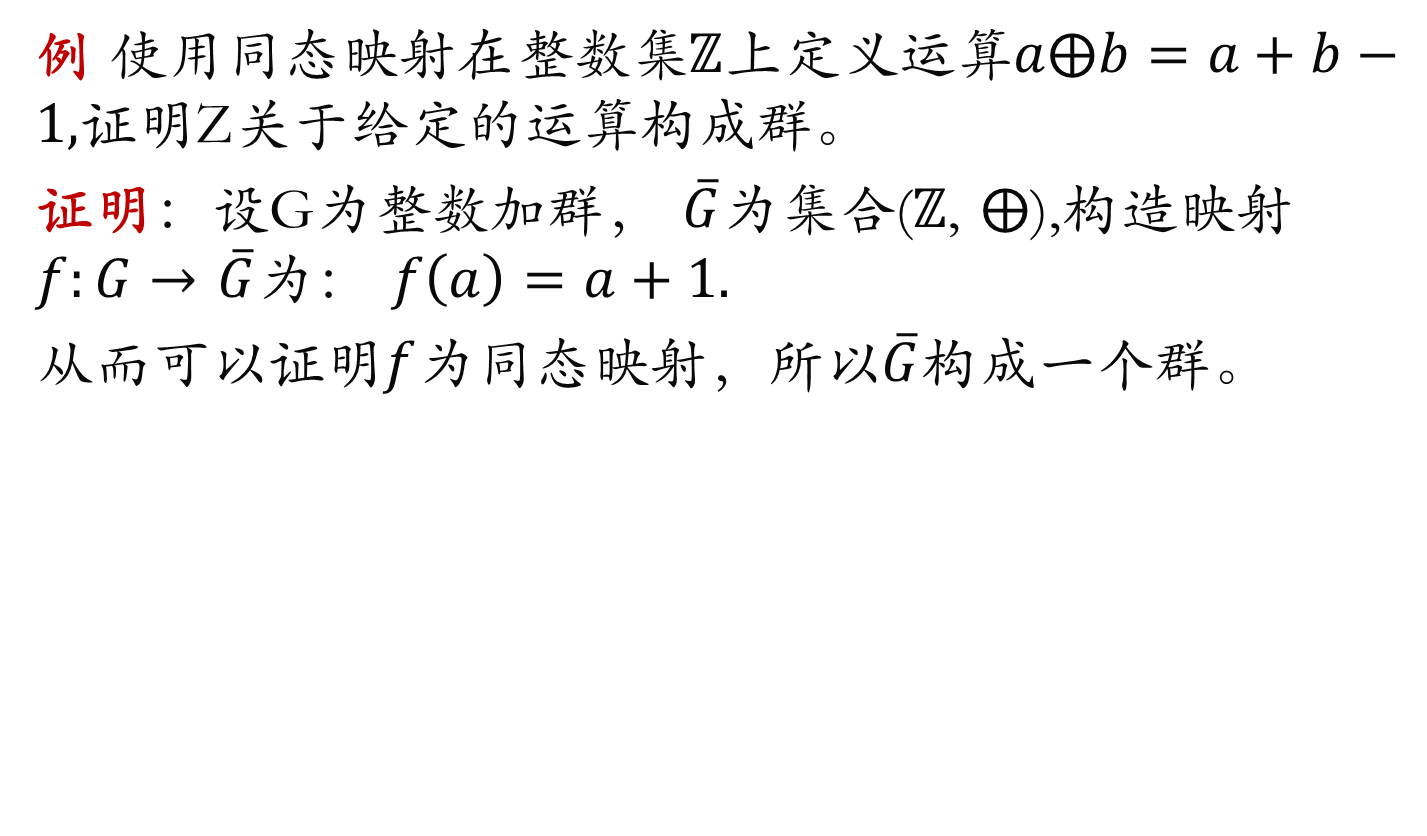 例 使用同态映射在整数集ℤ上定义运算𝑎⊕𝑏 = 𝑎 + 𝑏 −
1,证明Z关于给定的运算构成群。
证明：设G为整数加群， 𝐺̅为集合(ℤ, ⊕),构造映射
𝑓: 𝐺 → 𝐺̅为： 𝑓(𝑎) = 𝑎 + 1.
从而可以证明𝑓为同态映射，所以𝐺̅构成一个群。